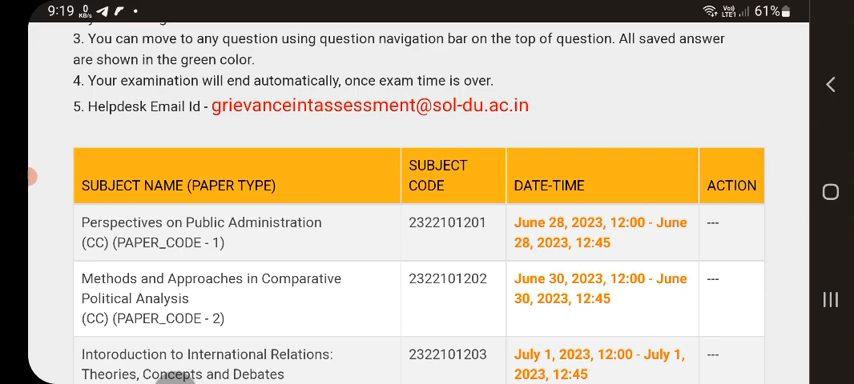 9:19 0 KB/s Vo)) LTE1 61%
3. You can move to any question using question navigation bar on the top of question. All saved answer
are shown in the green color.
4. Your examination will end automatically, once exam time is over.
5. Helpdesk Email Id - grievanceintassessment@sol-du.ac.in
SUBJECT NAME (PAPER TYPE)
SUBJECT
CODE
DATE-TIME
ACTION
Perspectives on Public Administration
(CC) (PAPER_CODE - 1)
2322101201
June 28, 2023, 12:00 - June
28, 2023, 12:45
---
Methods and Approaches in Comparative
Political Analysis
(CC) (PAPER_CODE - 2)
2322101202
June 30, 2023, 12:00 - June
30, 2023, 12:45
---
Intoroduction to International Relations:
Theories, Concepts and Debates
2322101203
July 1, 2023, 12:00 - July 1,
2023, 12:45
---